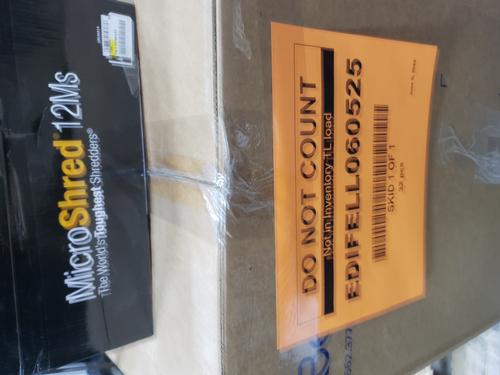 MicroShred® 12Ms
The World's Toughest Shredders®
DO NOT COUNT
Not in Inventory TL load
EDIFELL060525
SKID 1 OF 1
32 pcs